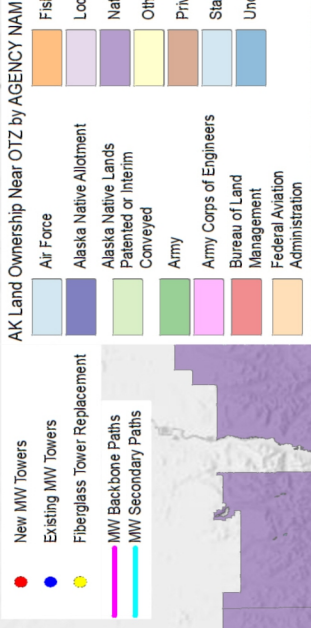 New MW Towers
Existing MW Towers
Fiberglass Tower Replacement
MW Backbone Paths
MW Secondary Paths
AK Land Ownership Near OTZ by AGENCY NAM
Air Force
Alaska Native Allotment
Alaska Native Lands
Patented or Interim
Conveyed
Army
Army Corps of Engineers
Bureau of Land
Management
Federal Aviation
Administration
Fis
Loc
Nat
Oth
Priv
Sta
Und